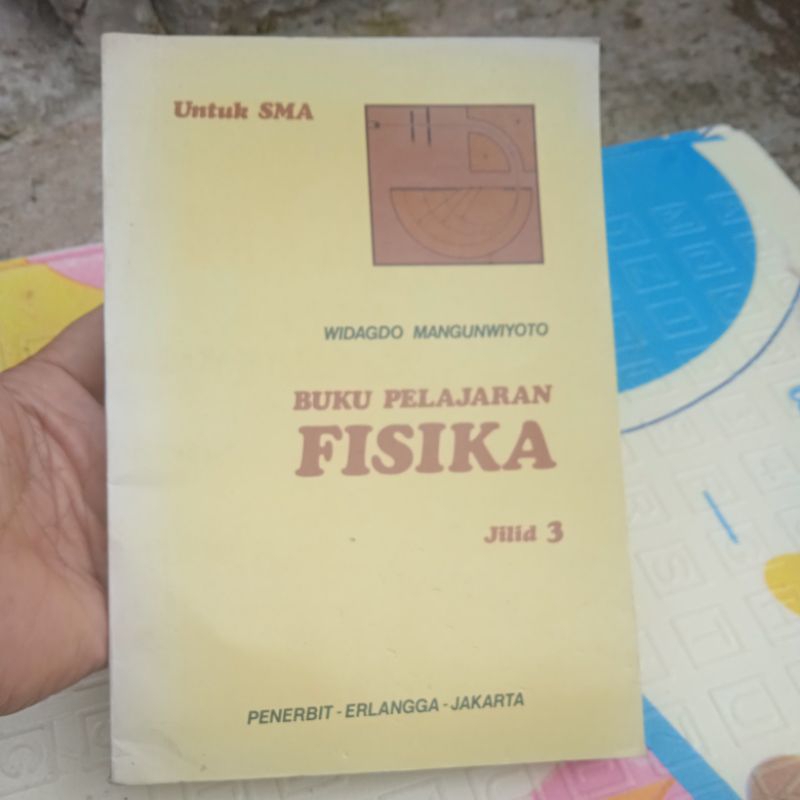 Untuk SMA
WIDAGDO MANGUNWIYOTO
BUKU PELAJARAN
FISIKA
Jilid 3
PENERBIT - ERLANGGA - JAKARTA